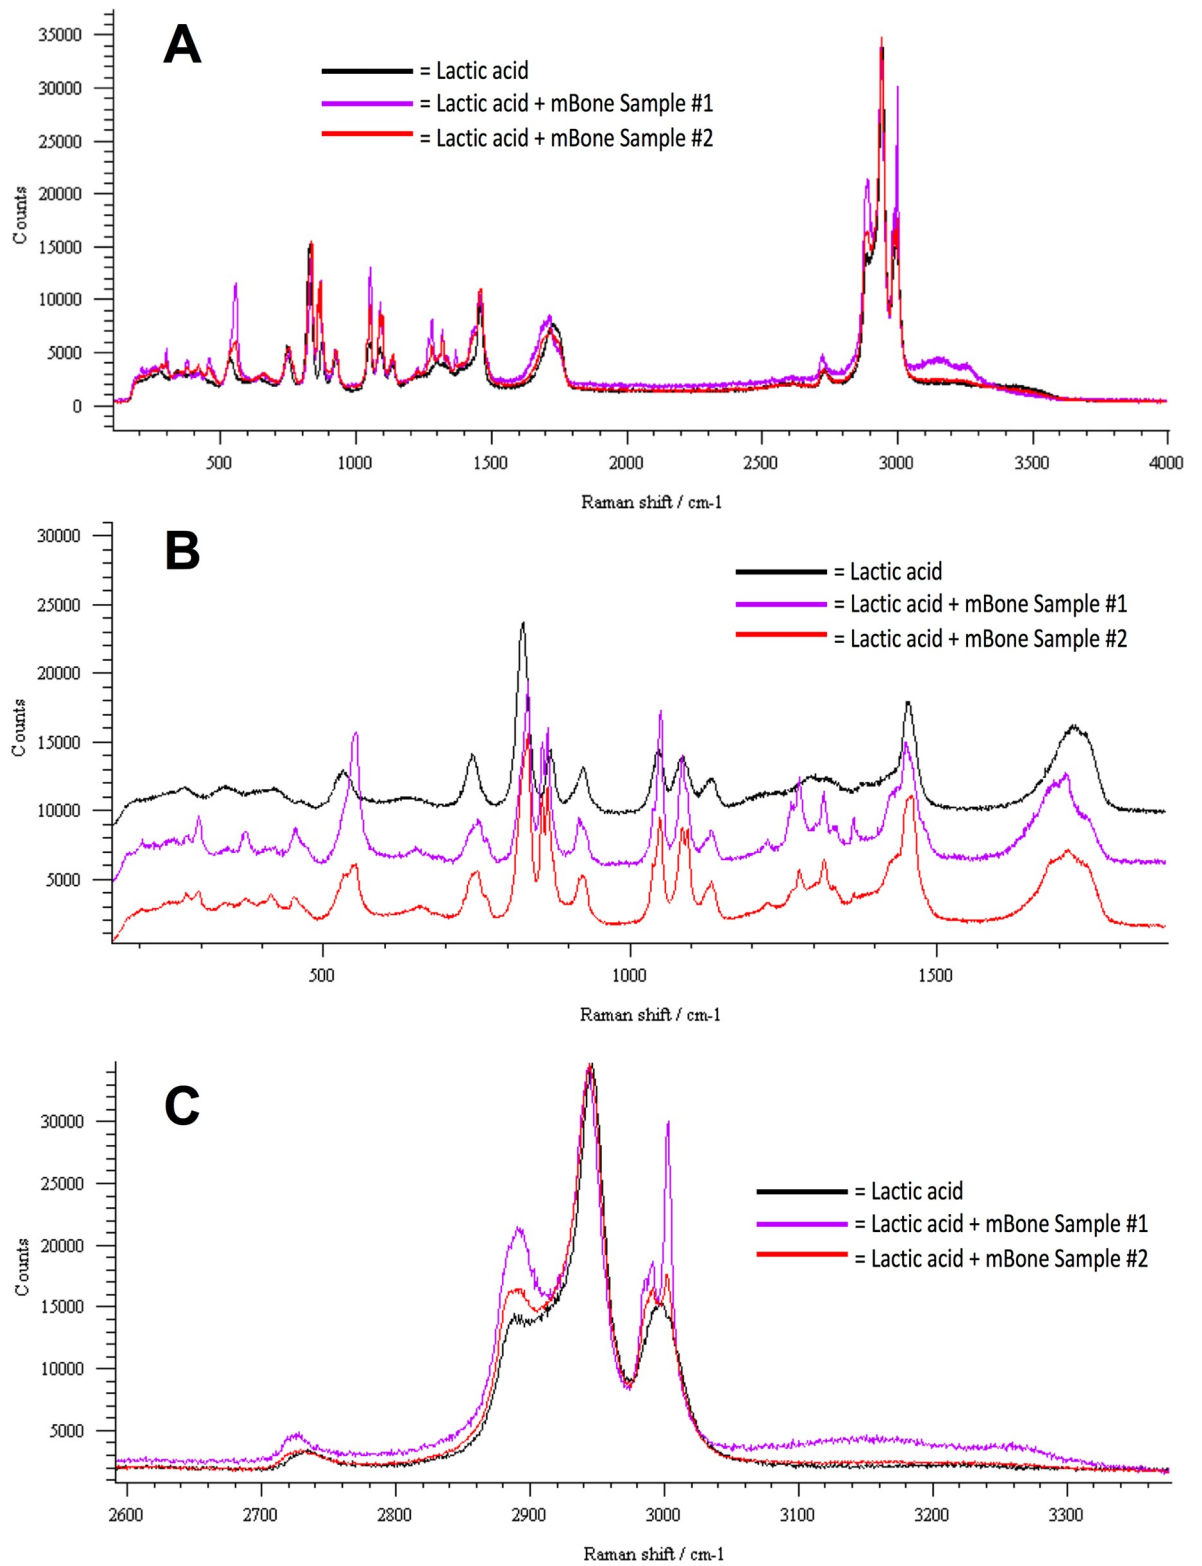 A
= Lactic acid
= Lactic acid + mBone Sample #1
= Lactic acid + mBone Sample #2
35000
30000
25000
20000
15000
10000
5000
0
Counts
500 1000 1500 2000 2500 3000 3500 4000
Raman shift / cm-1
B
= Lactic acid
= Lactic acid + mBone Sample #1
= Lactic acid + mBone Sample #2
30000
25000
20000
15000
10000
5000
Counts
500 1000 1500
Raman shift / cm-1
C
= Lactic acid
= Lactic acid + mBone Sample #1
= Lactic acid + mBone Sample #2
30000
25000
20000
15000
10000
5000
Counts
2600 2700 2800 2900 3000 3100 3200 3300
Raman shift / cm-1